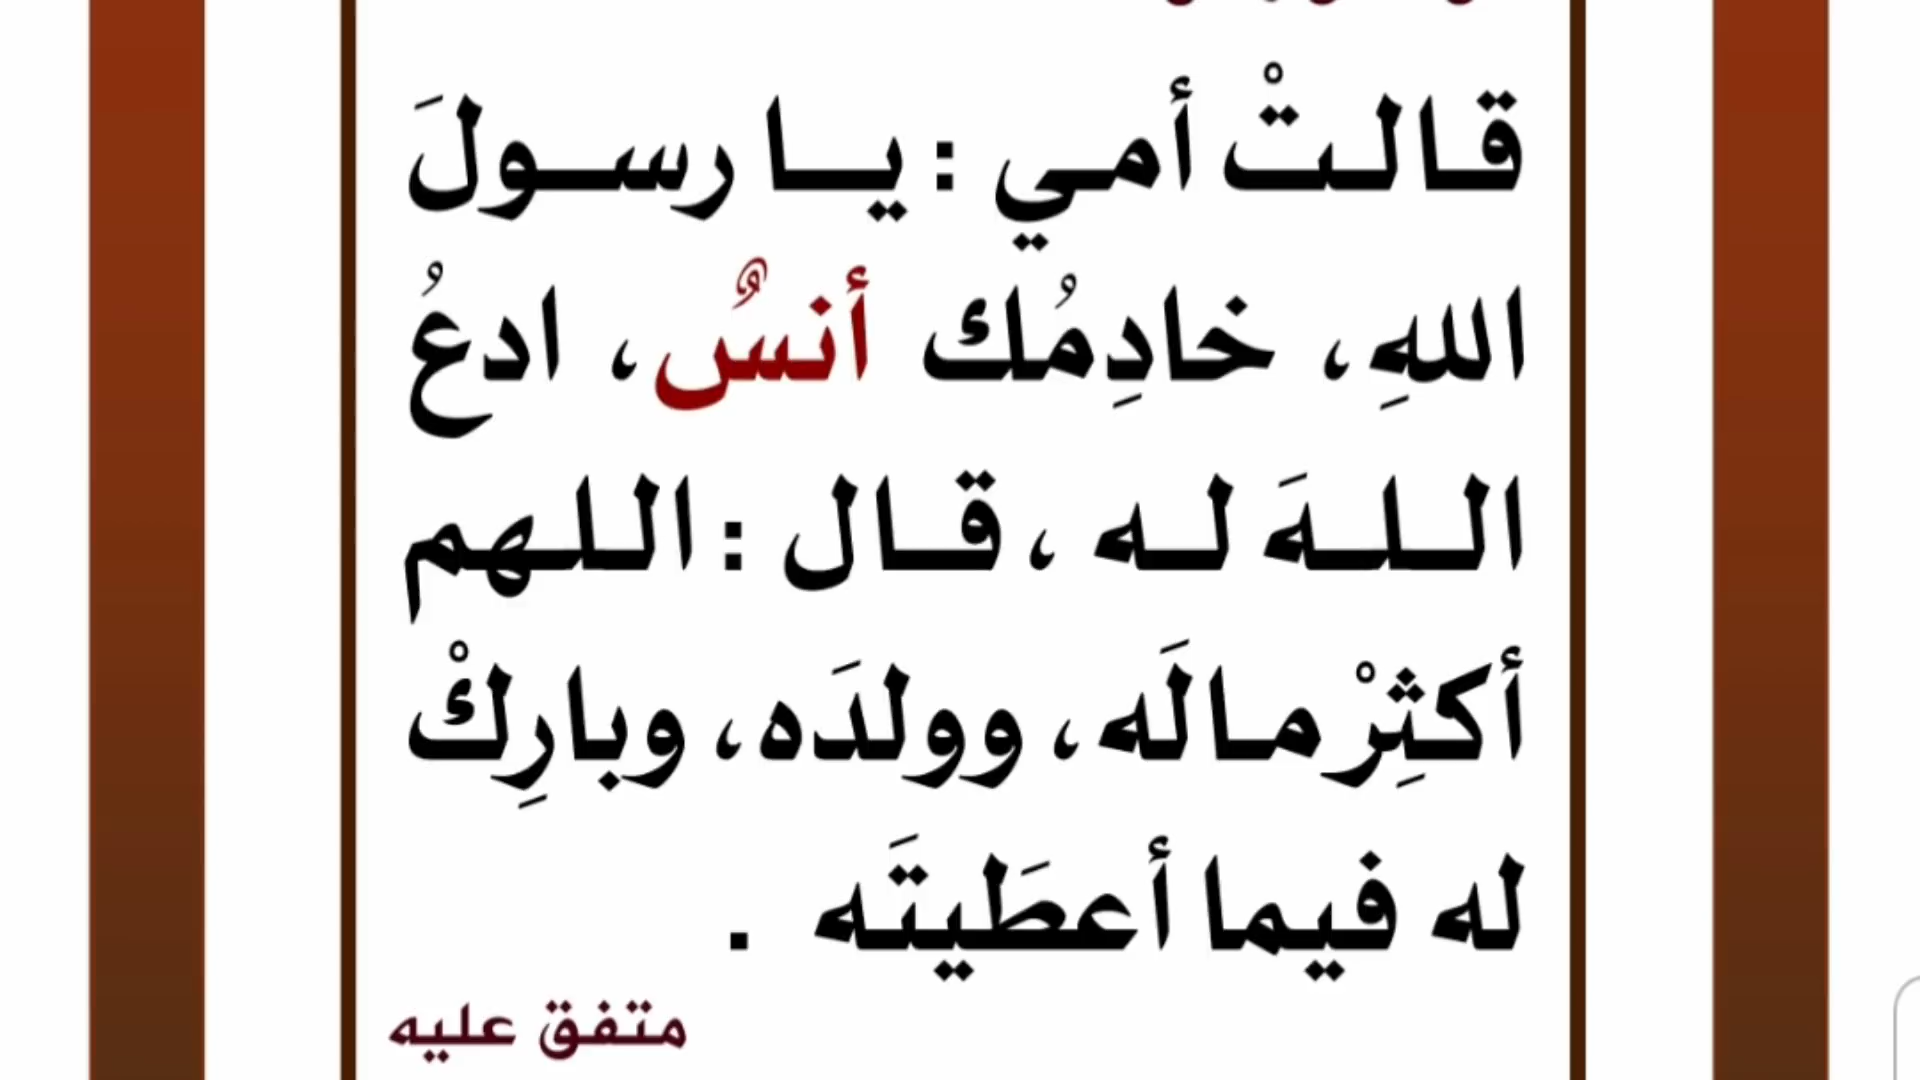 قالتْ أمي : يا رسولَ
اللهِ، خادِمُك أنسٌ، ادعُ
اللهَ له، قال : اللهم
أكثِرْ مالَه، وولدَه، وبارِكْ
له فيما أعطَيتَه .
متفق عليه